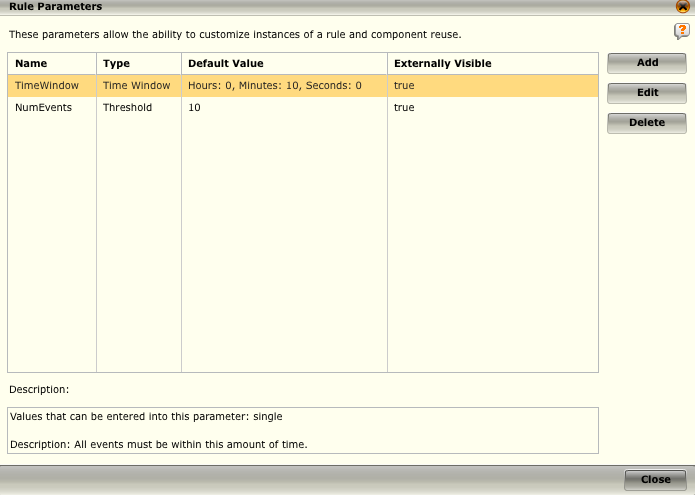 Rule Parameters
These parameters allow the ability to customize instances of a rule and component reuse.
?
Name Type Default Value Externally Visible
TimeWindow Time Window Hours: 0, Minutes: 10, Seconds: 0 true
NumEvents Threshold 10 true
Add
Edit
Delete
Description:
Values that can be entered into this parameter: single
Description: All events must be within this amount of time.
Close